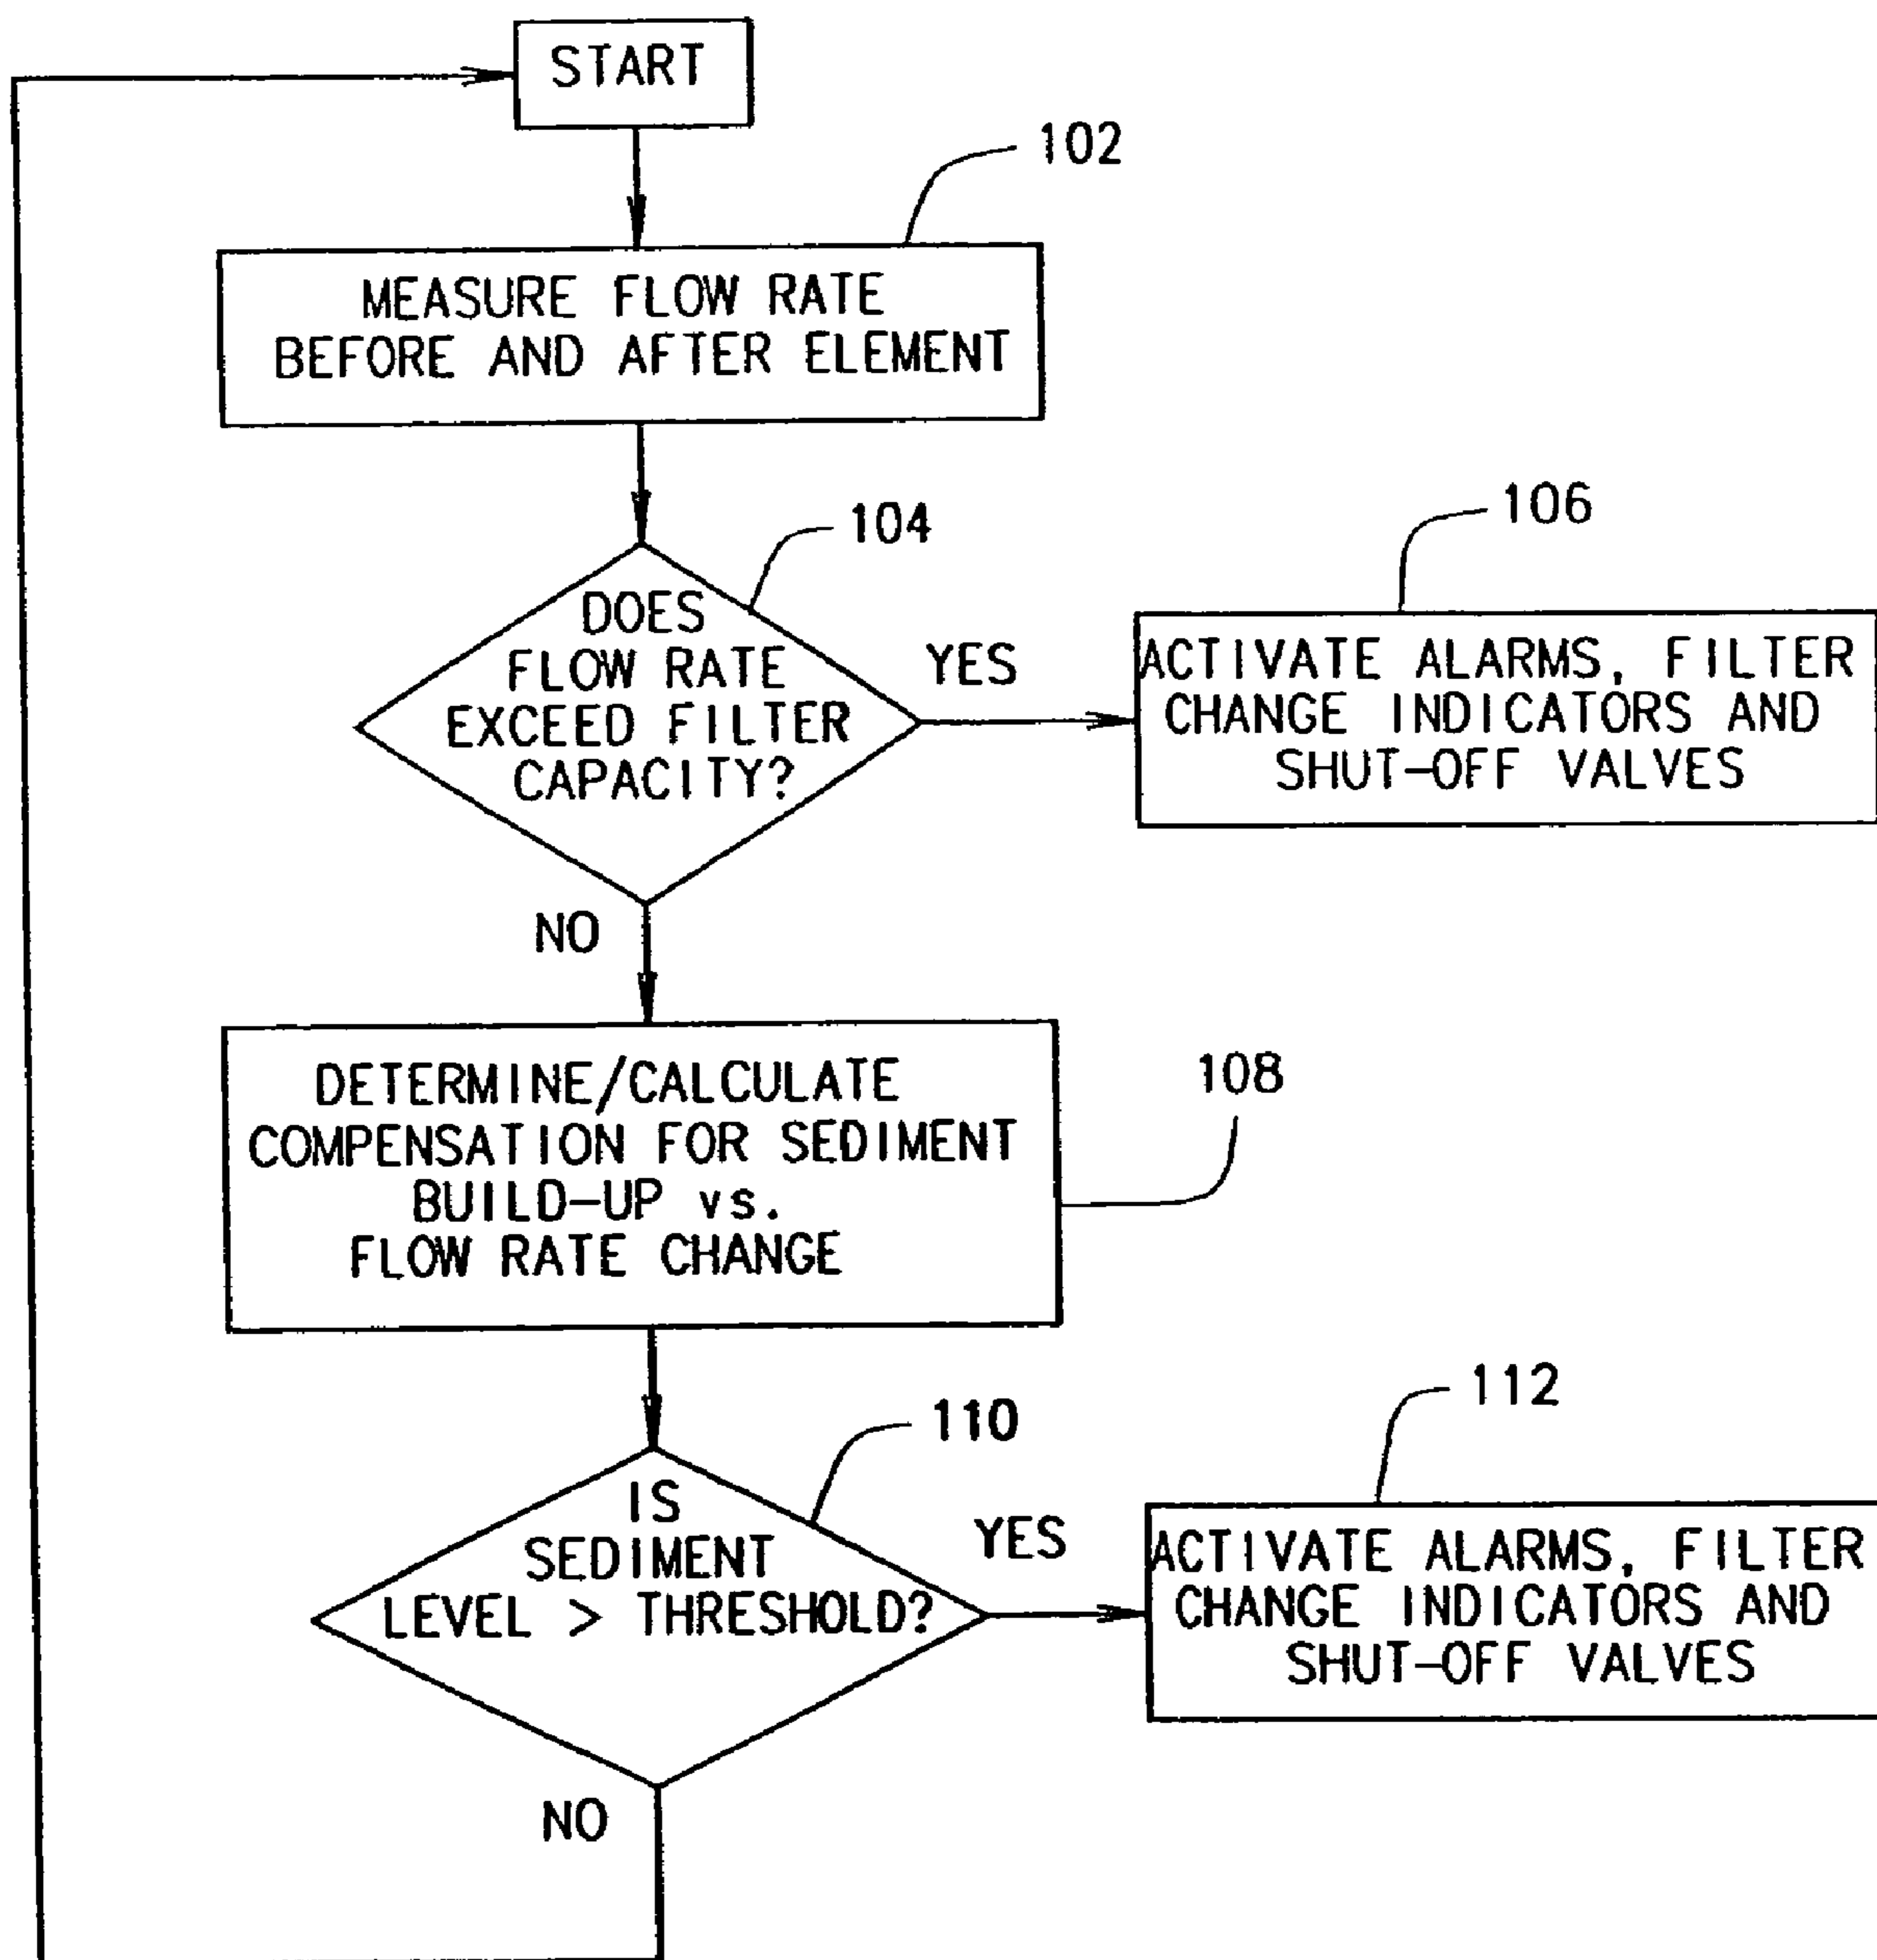 START
102
MEASURE FLOW RATE
BEFORE AND AFTER ELEMENT
104
106
DOES
FLOW RATE
EXCEED FILTER
CAPACITY?
YES
ACTIVATE ALARMS, FILTER
CHANGE INDICATORS AND
SHUT-OFF VALVES
NO
108
DETERMINE/CALCULATE
COMPENSATION FOR SEDIMENT
BUILD-UP vs.
FLOW RATE CHANGE
110
112
IS
SEDIMENT
LEVEL > THRESHOLD?
YES
ACTIVATE ALARMS, FILTER
CHANGE INDICATORS AND
SHUT-OFF VALVES
NO